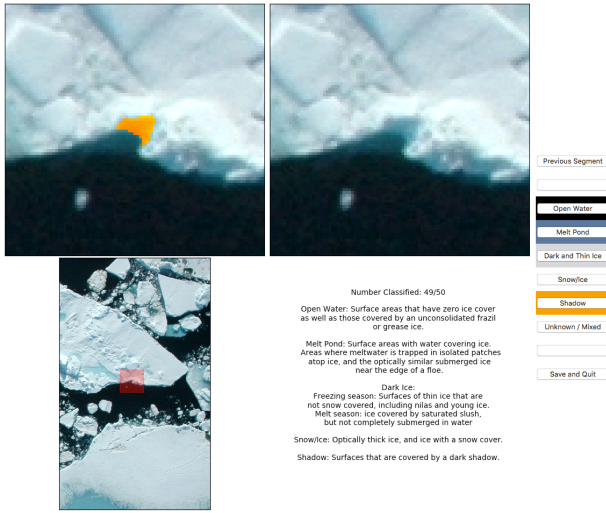 Previous Segment
Open Water
Melt Pond
Dark and Thin Ice
Snow/Ice
Shadow
Unknown / Mixed
Save and Quit
Number Classified: 49/50
Open Water: Surface areas that have zero ice cover
as well as those covered by an unconsolidated frazil
or grease ice.
Melt Pond: Surface areas with water covering ice.
Areas where meltwater is trapped in isolated patches
atop ice, and the optically similar submerged ice
near the edge of a floe.
Dark Ice:
Freezing season: Surfaces of thin ice that are
not snow covered, including nilas and young ice.
Melt season: ice covered by saturated slush,
but not completely submerged in water
Snow/Ice: Optically thick ice, and ice with a snow cover.
Shadow: Surfaces that are covered by a dark shadow.